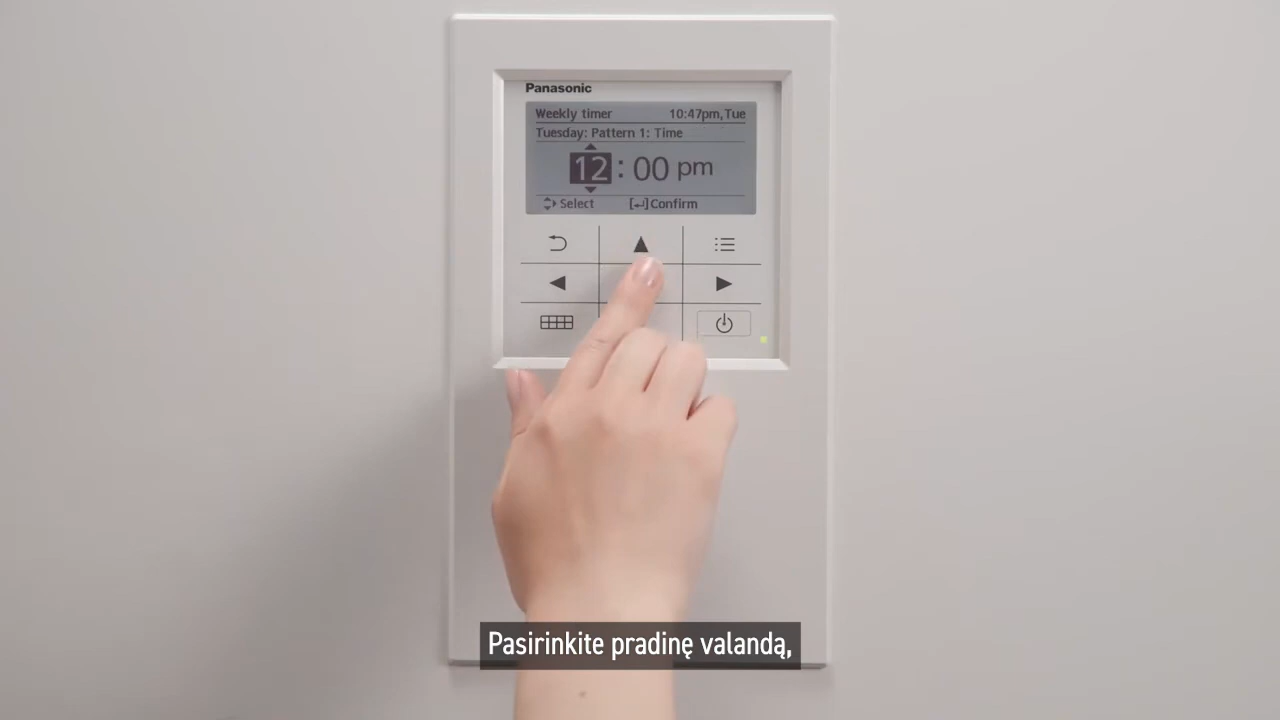 Panasonic
Weekly timer 10:47pm,Tue
Tuesday: Pattern 1: Time
12 : 00 pm
Select [↵]Confirm
Pasirinkite pradinę valandą,